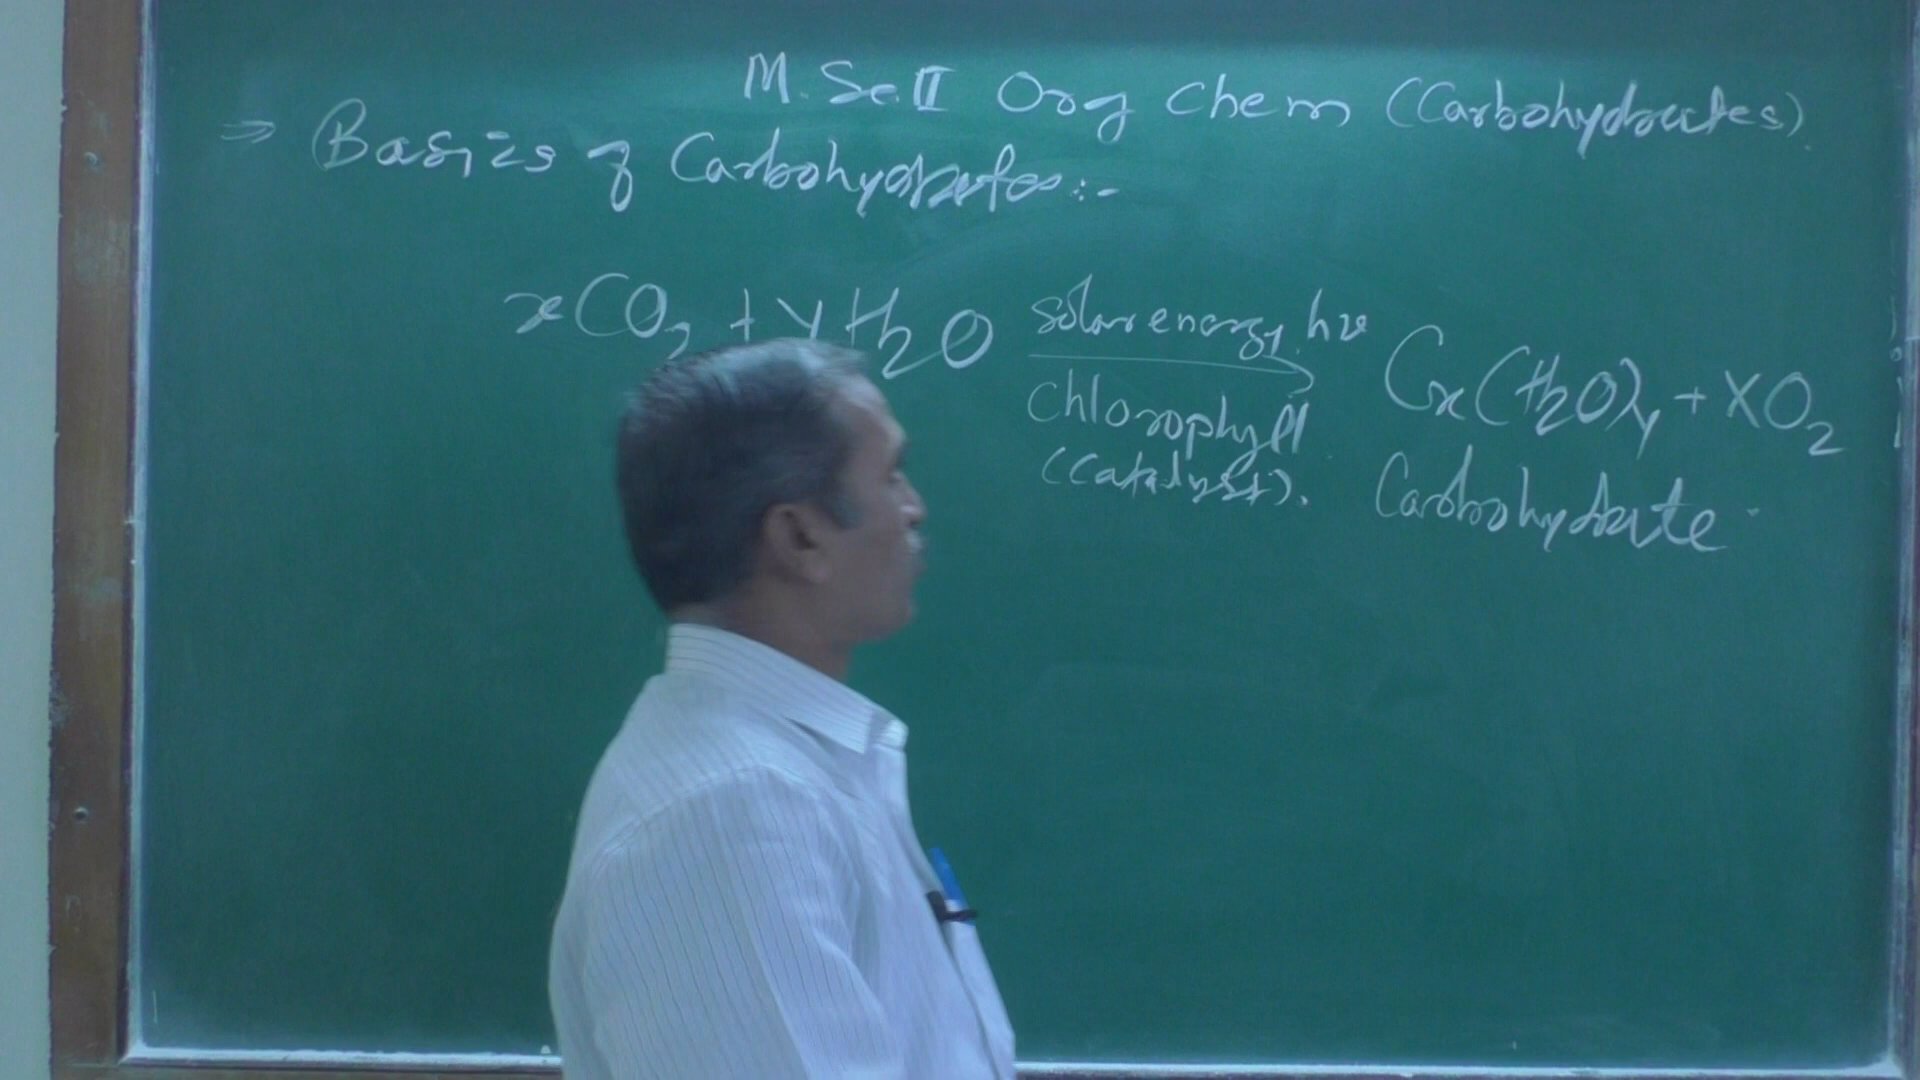 M.Sc.II Org Chem (Carbohydrates).
⇒ Basics of Carbohydrates:-
xCO2 + yH2O solar energy, hν Cx(H2O)y + XO2
Chlorophyll
(Catalyst). Carbohydrate.